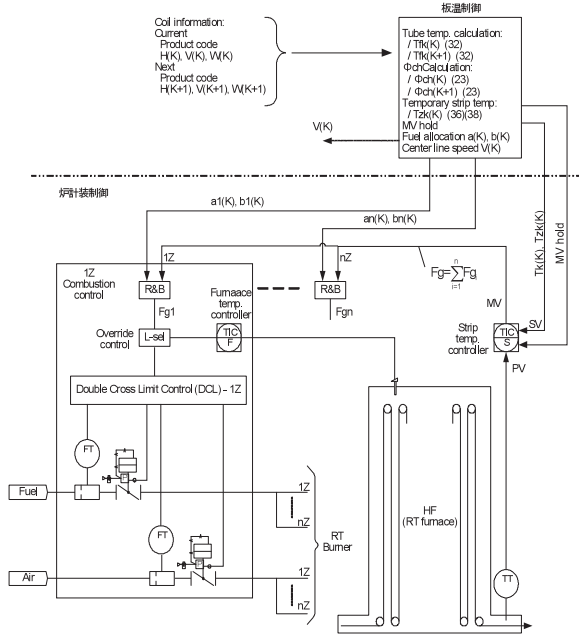 板温制御
Coil information:
Current
Product code
H(K), V(K), W(K)
Next
Product code
H(K+1), V(K+1), W(K+1)
Tube temp. calculation:
/ Tfk(K) (32)
/ Tfk(K+1) (32)
ΦchCalculation:
/ Φch(K) (23)
/ Φch(K+1) (23)
Temporary strip temp:
/ Tzk(K) (36)(38)
MV hold
Fuel allocation a(K), b(K)
Center line speed V(K)
V(K)
炉計装制御
a1(K), b1(K)
an(K), bn(K)
Tk(K), Tzk(K)
MV hold
1Z
nZ
1Z
Combustion
control
R&B
R&B
Fg=∑Fgi
n
i=1
Fg1
Fgn
MV
Furnaace
temp.
controller
Override
control
L-sel
TIC
F
Strip
temp.
controller
TIC
S
SV
PV
Double Cross Limit Control (DCL) – 1Z
FT
Fuel
1Z
nZ
FT
RT
Burner
HF
(RT furnace)
Air
1Z
nZ
TT